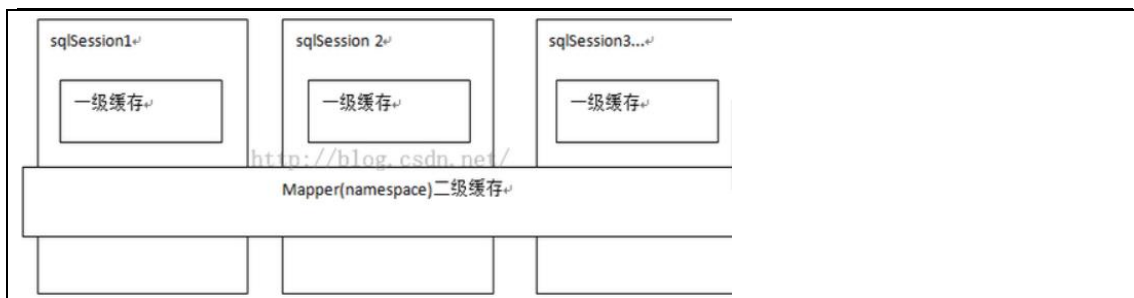 sqlSession1↵
sqlSession 2↵
sqlSession3...↵
一级缓存↵
一级缓存↵
一级缓存↵
http://blog.csdn.net/
Mapper(namespace)二级缓存↵